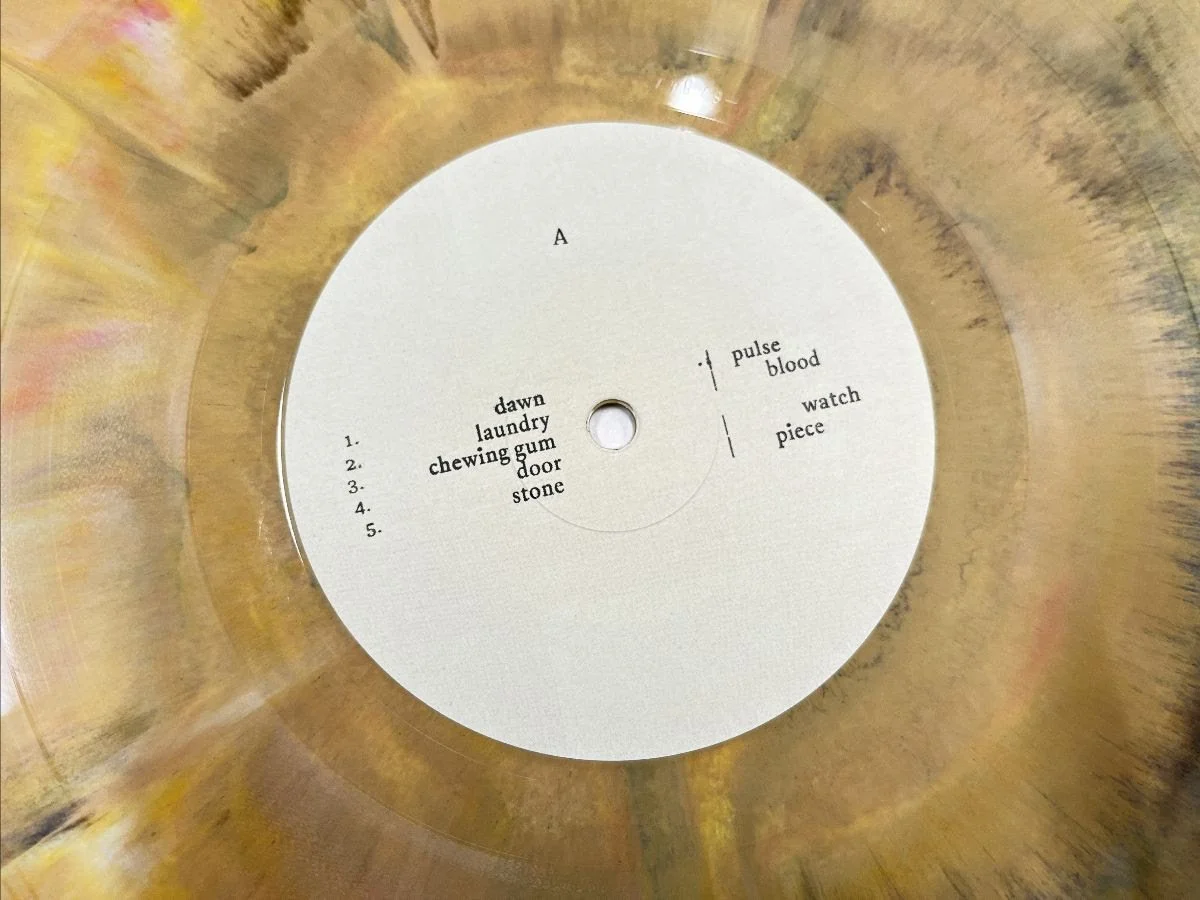 A
1. dawn
2. laundry
3. chewing gum
4. door
5. stone
pulse
blood
watch
piece